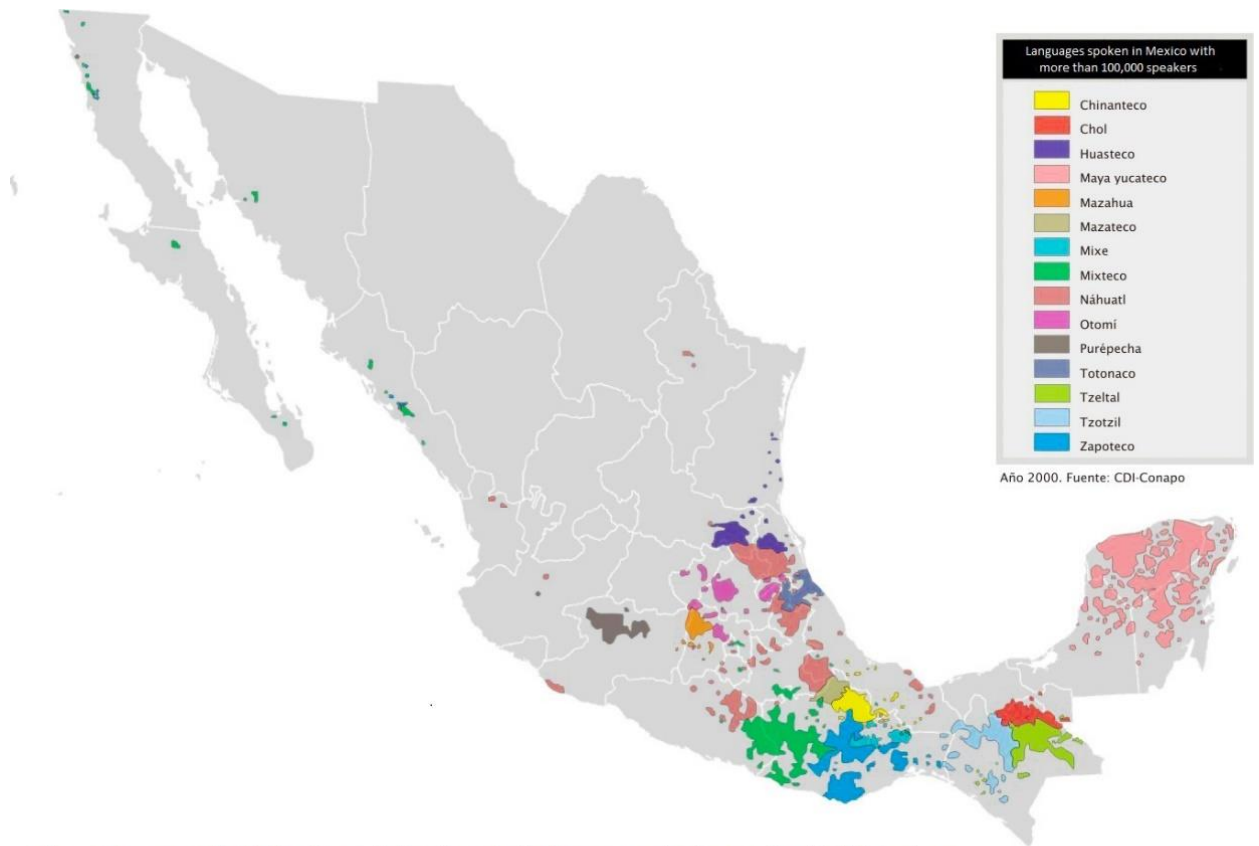 Languages spoken in Mexico with
more than 100,000 speakers
Chinanteco
Chol
Huasteco
Maya yucateco
Mazahua
Mazateco
Mixe
Mixteco
Náhuatl
Otomí
Purépecha
Totonaco
Tzeltal
Tzotzil
Zapoteco
Año 2000. Fuente: CDI-Conapo